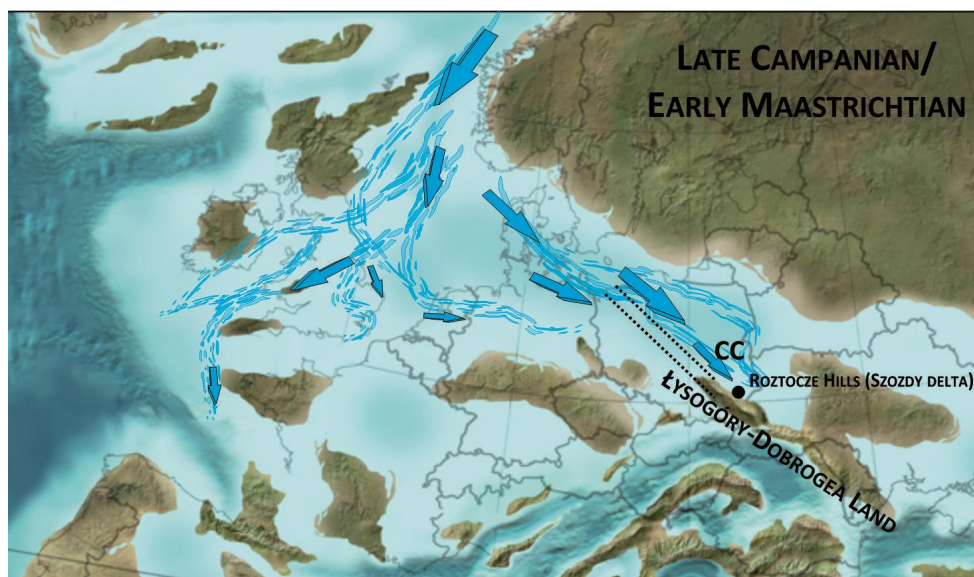 LATE CAMPANIAN/
EARLY MAASTRICHTIAN
CC
ROZTOCZE HILLS (SZOZDY DELTA)
ŁYSOGÓRY-DOBROGEA LAND